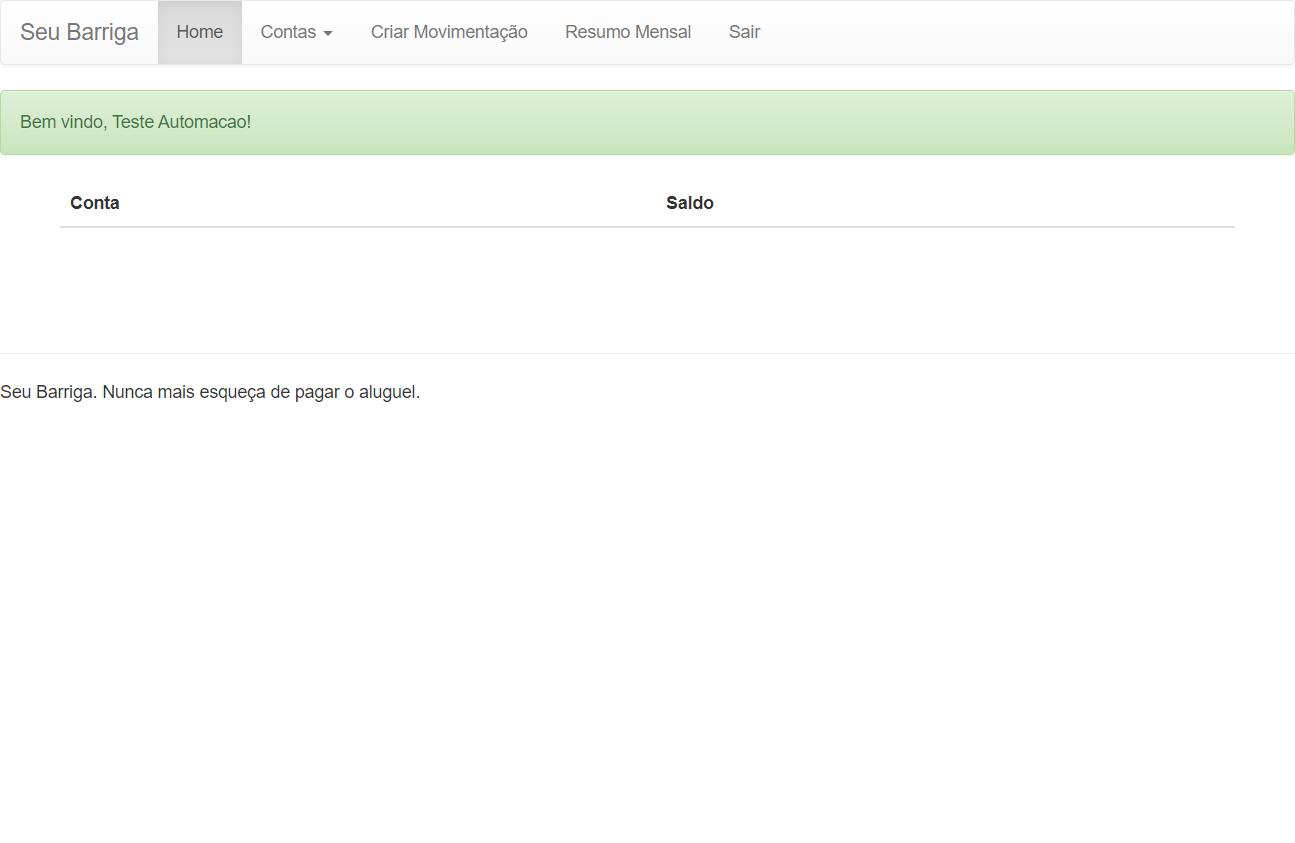 Seu Barriga Home Contas Criar Movimentação Resumo Mensal Sair
Bem vindo, Teste Automacao!
Conta Saldo
Seu Barriga. Nunca mais esqueça de pagar o aluguel.